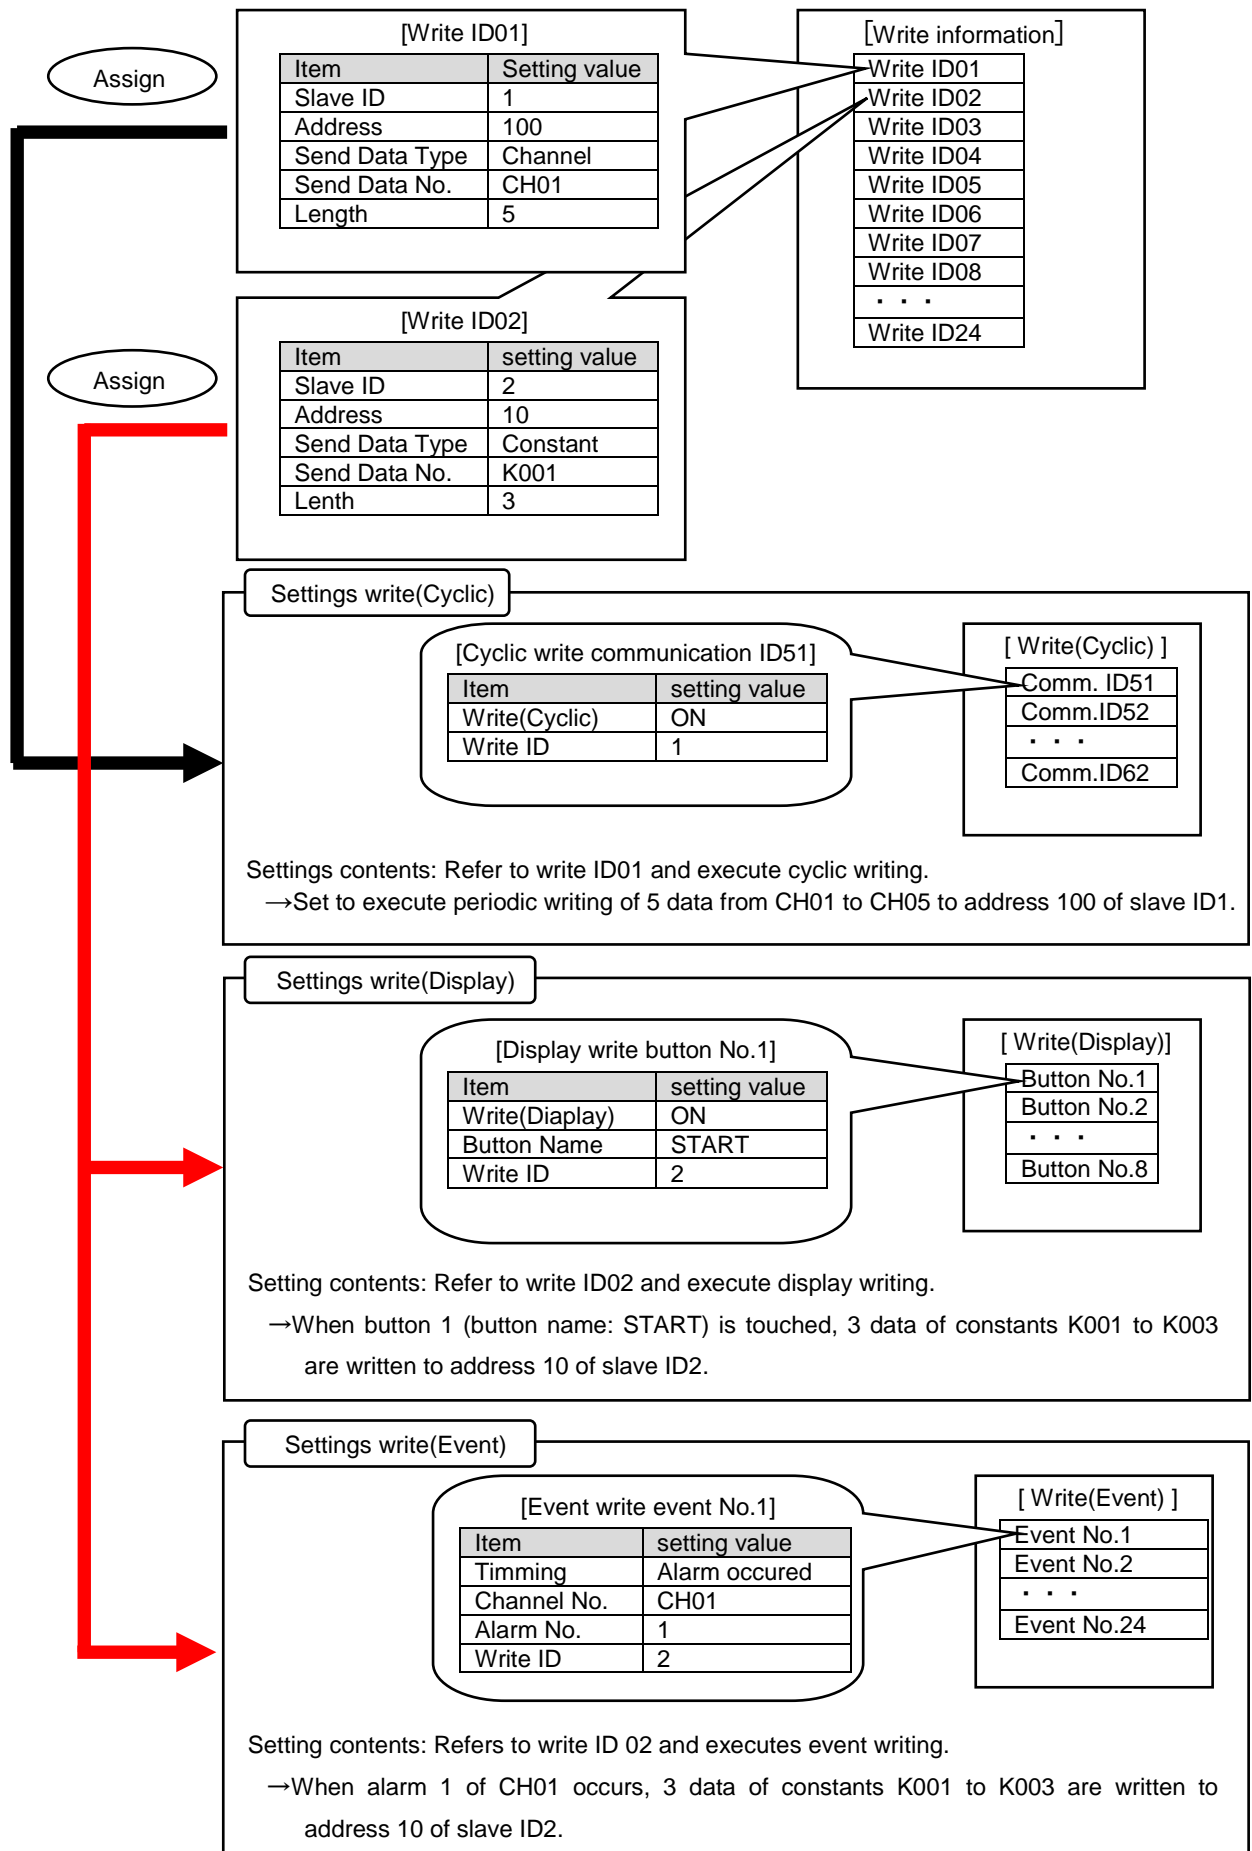 Assign
[Write ID01]
Item Setting value
Slave ID 1
Address 100
Send Data Type Channel
Send Data No. CH01
Length 5
[Write information]
Write ID01
Write ID02
Write ID03
Write ID04
Write ID05
Write ID06
Write ID07
Write ID08
・・・
Write ID24
Assign
[Write ID02]
Item setting value
Slave ID 2
Address 10
Send Data Type Constant
Send Data No. K001
Lenth 3
Settings write(Cyclic)
[Cyclic write communication ID51]
Item setting value
Write(Cyclic) ON
Write ID 1
[ Write(Cyclic) ]
Comm. ID51
Comm.ID52
・・・
Comm.ID62
Settings contents: Refer to write ID01 and execute cyclic writing.
→Set to execute periodic writing of 5 data from CH01 to CH05 to address 100 of slave ID1.
Settings write(Display)
[Display write button No.1]
Item setting value
Write(Diaplay) ON
Button Name START
Write ID 2
[ Write(Display)]
Button No.1
Button No.2
・・・
Button No.8
Setting contents: Refer to write ID02 and execute display writing.
→When button 1 (button name: START) is touched, 3 data of constants K001 to K003
are written to address 10 of slave ID2.
Settings write(Event)
[Event write event No.1]
Item setting value
Timming Alarm occured
Channel No. CH01
Alarm No. 1
Write ID 2
[ Write(Event) ]
Event No.1
Event No.2
・・・
Event No.24
Setting contents: Refers to write ID 02 and executes event writing.
→When alarm 1 of CH01 occurs, 3 data of constants K001 to K003 are written to
address 10 of slave ID2.